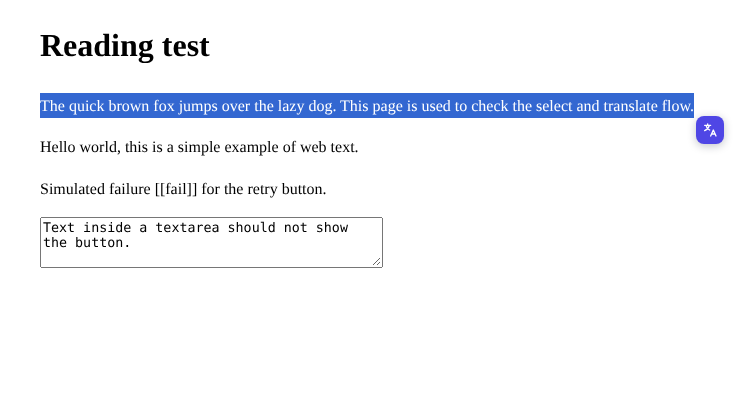 Reading test
The quick brown fox jumps over the lazy dog. This page is used to check the select and translate flow.
Hello world, this is a simple example of web text.
Simulated failure [[fail]] for the retry button.
Text inside a textarea should not show
the button.